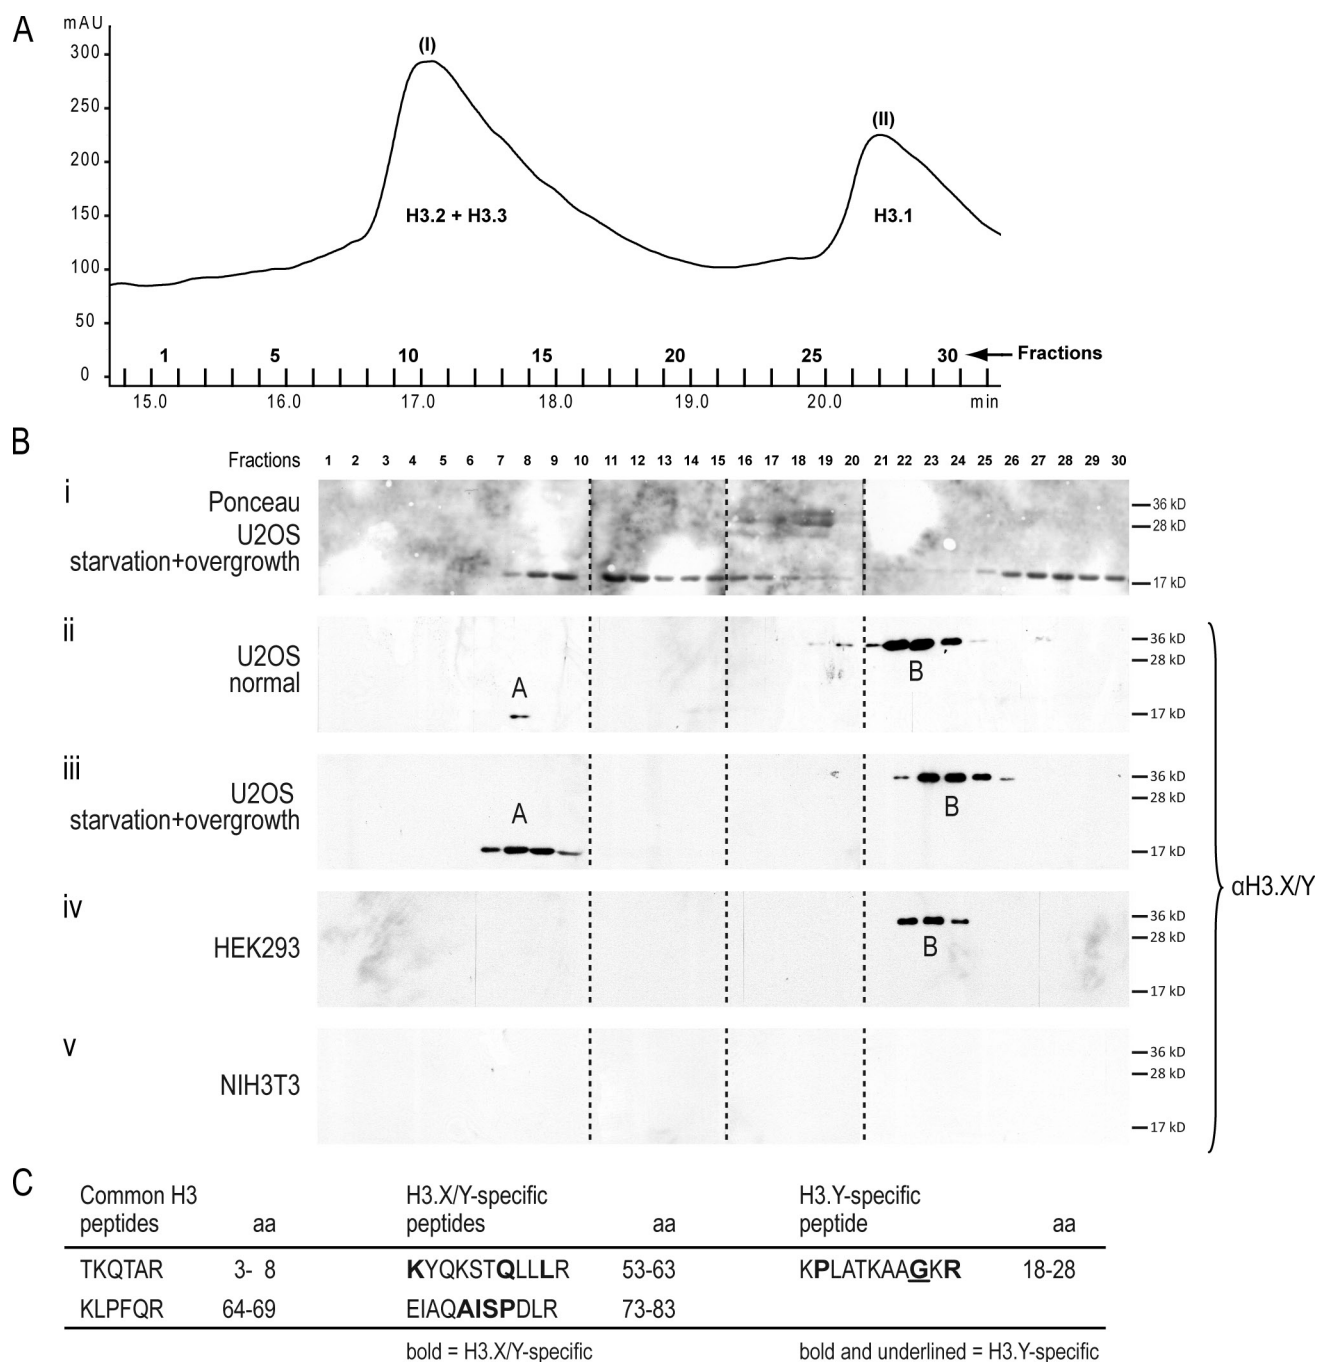 A
mAU
(I)
300
250
(II)
200
150
H3.2 + H3.3
H3.1
100
50
1 5 10 15 20 25 30 Fractions
0
15.0 16.0 17.0 18.0 19.0 20.0 min
B
Fractions 1 2 3 4 5 6 7 8 9 10 11 12 13 14 15 16 17 18 19 20 21 22 23 24 25 26 27 28 29 30
i
Ponceau
U2OS
starvation+overgrowth
36 kD
28 kD
17 kD
ii
U2OS
normal
A
B
36 kD
28 kD
17 kD
iii
U2OS
starvation+overgrowth
A
B
36 kD
28 kD
17 kD
αH3.X/Y
iv
HEK293
B
36 kD
28 kD
17 kD
v
NIH3T3
36 kD
28 kD
17 kD
C
Common H3 H3.X/Y-specific H3.Y-specific
peptides aa peptides aa peptide aa
TKQTAR 3- 8 KYQKSTQLLLR 53-63 KPLATKAAGKR 18-28
KLPFQR 64-69 EIAQAISPDLR 73-83
bold = H3.X/Y-specific bold and underlined = H3.Y-specific